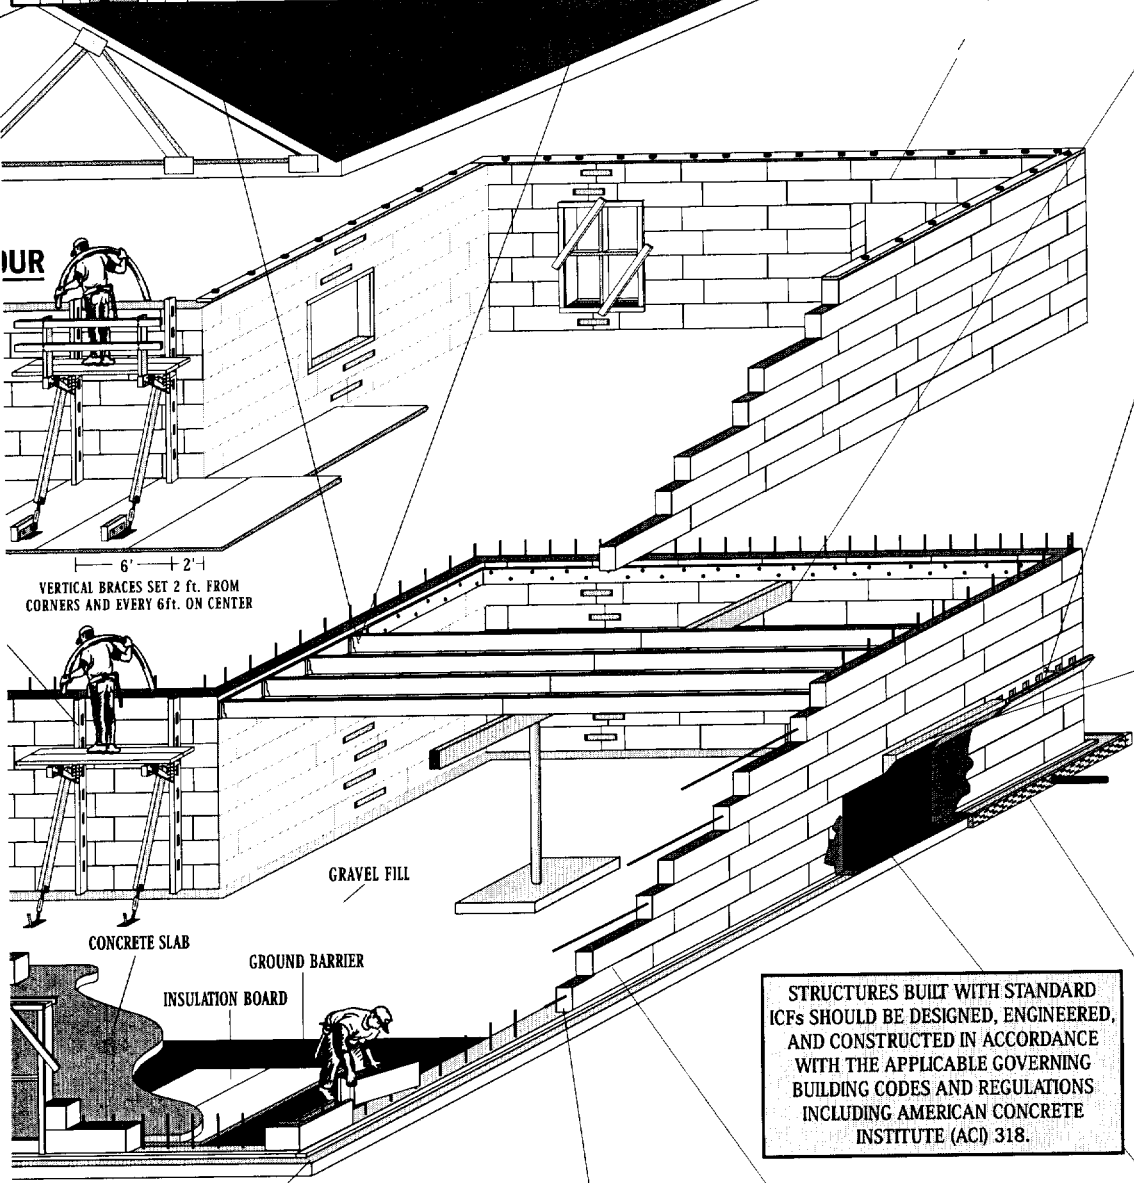 OUR
6' 2'
VERTICAL BRACES SET 2 ft. FROM
CORNERS AND EVERY 6ft. ON CENTER
GRAVEL FILL
CONCRETE SLAB
GROUND BARRIER
INSULATION BOARD
STRUCTURES BUILT WITH STANDARD
ICFs SHOULD BE DESIGNED, ENGINEERED,
AND CONSTRUCTED IN ACCORDANCE
WITH THE APPLICABLE GOVERNING
BUILDING CODES AND REGULATIONS
INCLUDING AMERICAN CONCRETE
INSTITUTE (ACI) 318.